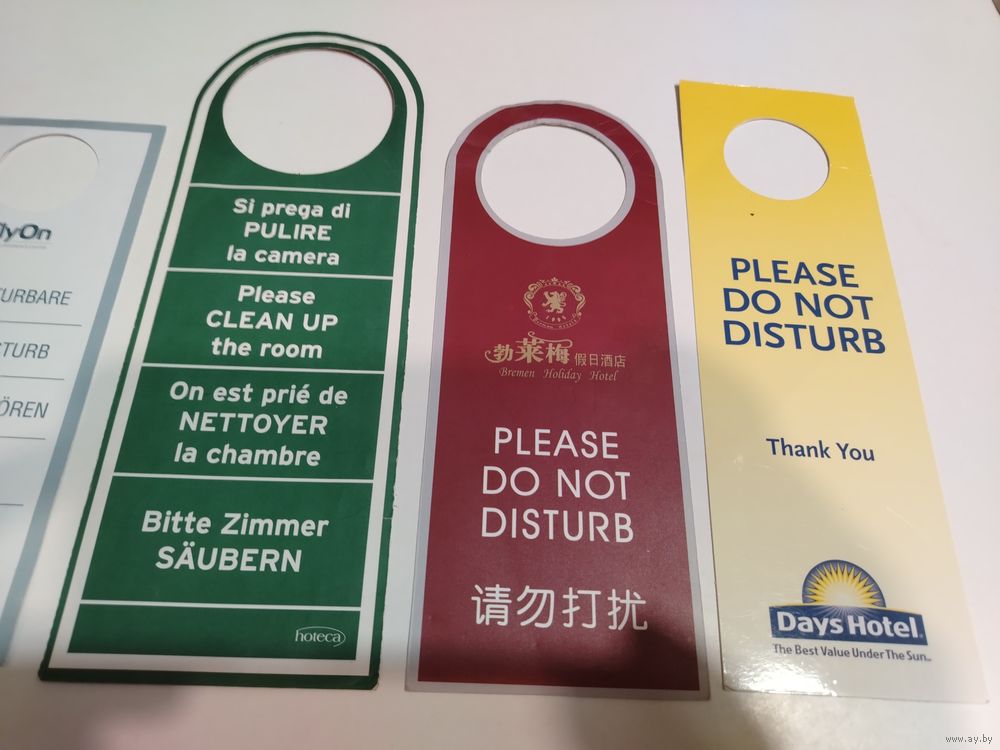 lyOn
TURBARE
TURB
ÖREN
Si prega di
PULIRE
la camera
Please
CLEAN UP
the room
On est prié de
NETTOYER
la chambre
Bitte Zimmer
SÄUBERN
hoteca
1995
勃莱梅 假日酒店
Bremen Holiday Hotel
PLEASE
DO NOT
DISTURB
请勿打扰
PLEASE
DO NOT
DISTURB
Thank You
Days Hotel
The Best Value Under The Sun
www.ay.by